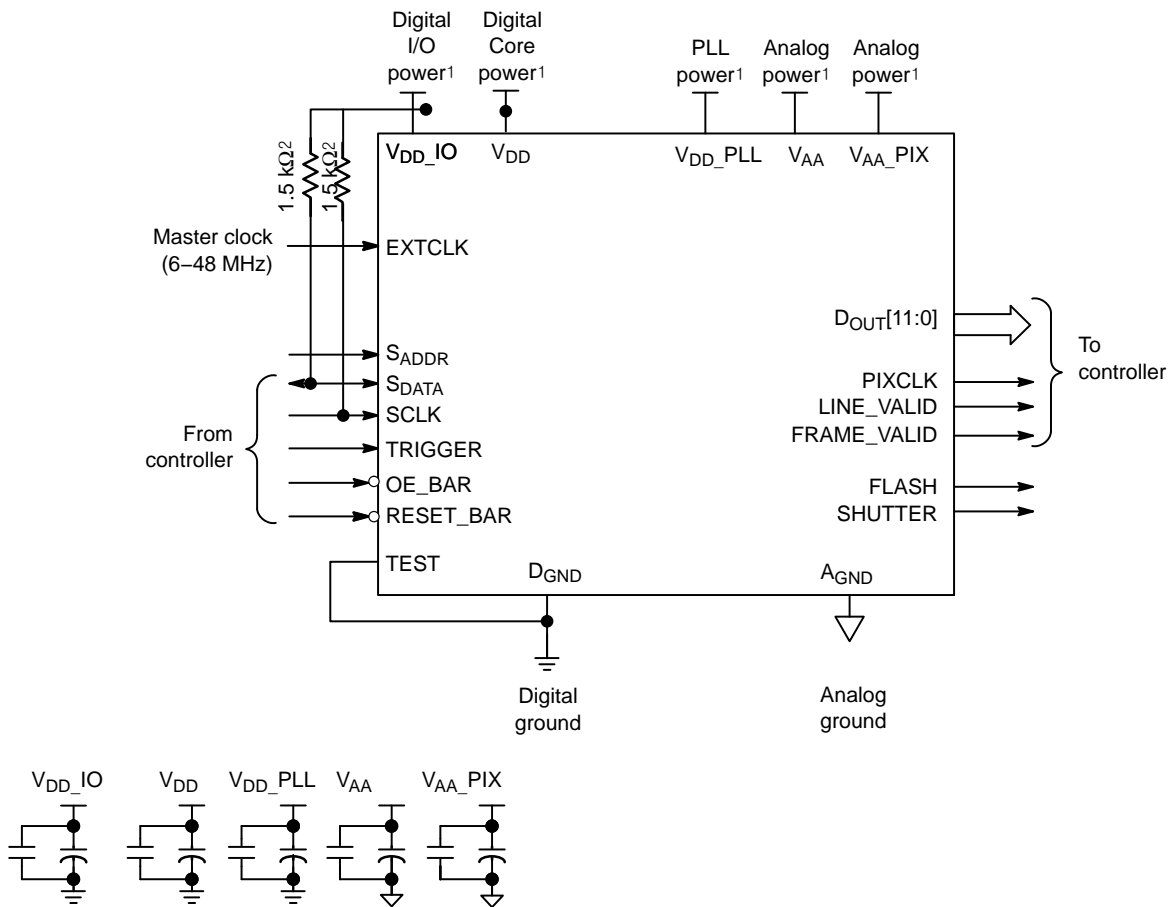 Digital
I/O
power1
Digital
Core
power1
PLL
power1
Analog
power1
Analog
power1
1.5 kΩ2
1.5 kΩ2
VDD_IO
VDD
VDD_PLL
VAA
VAA_PIX
Master clock
(6–48 MHz)
EXTCLK
SADDR
SDATA
SCLK
TRIGGER
OE_BAR
RESET_BAR
TEST
From
controller
DOUT[11:0]
PIXCLK
LINE_VALID
FRAME_VALID
FLASH
SHUTTER
To
controller
DGND
AGND
Digital
ground
Analog
ground
VDD_IO
VDD
VDD_PLL
VAA
VAA_PIX